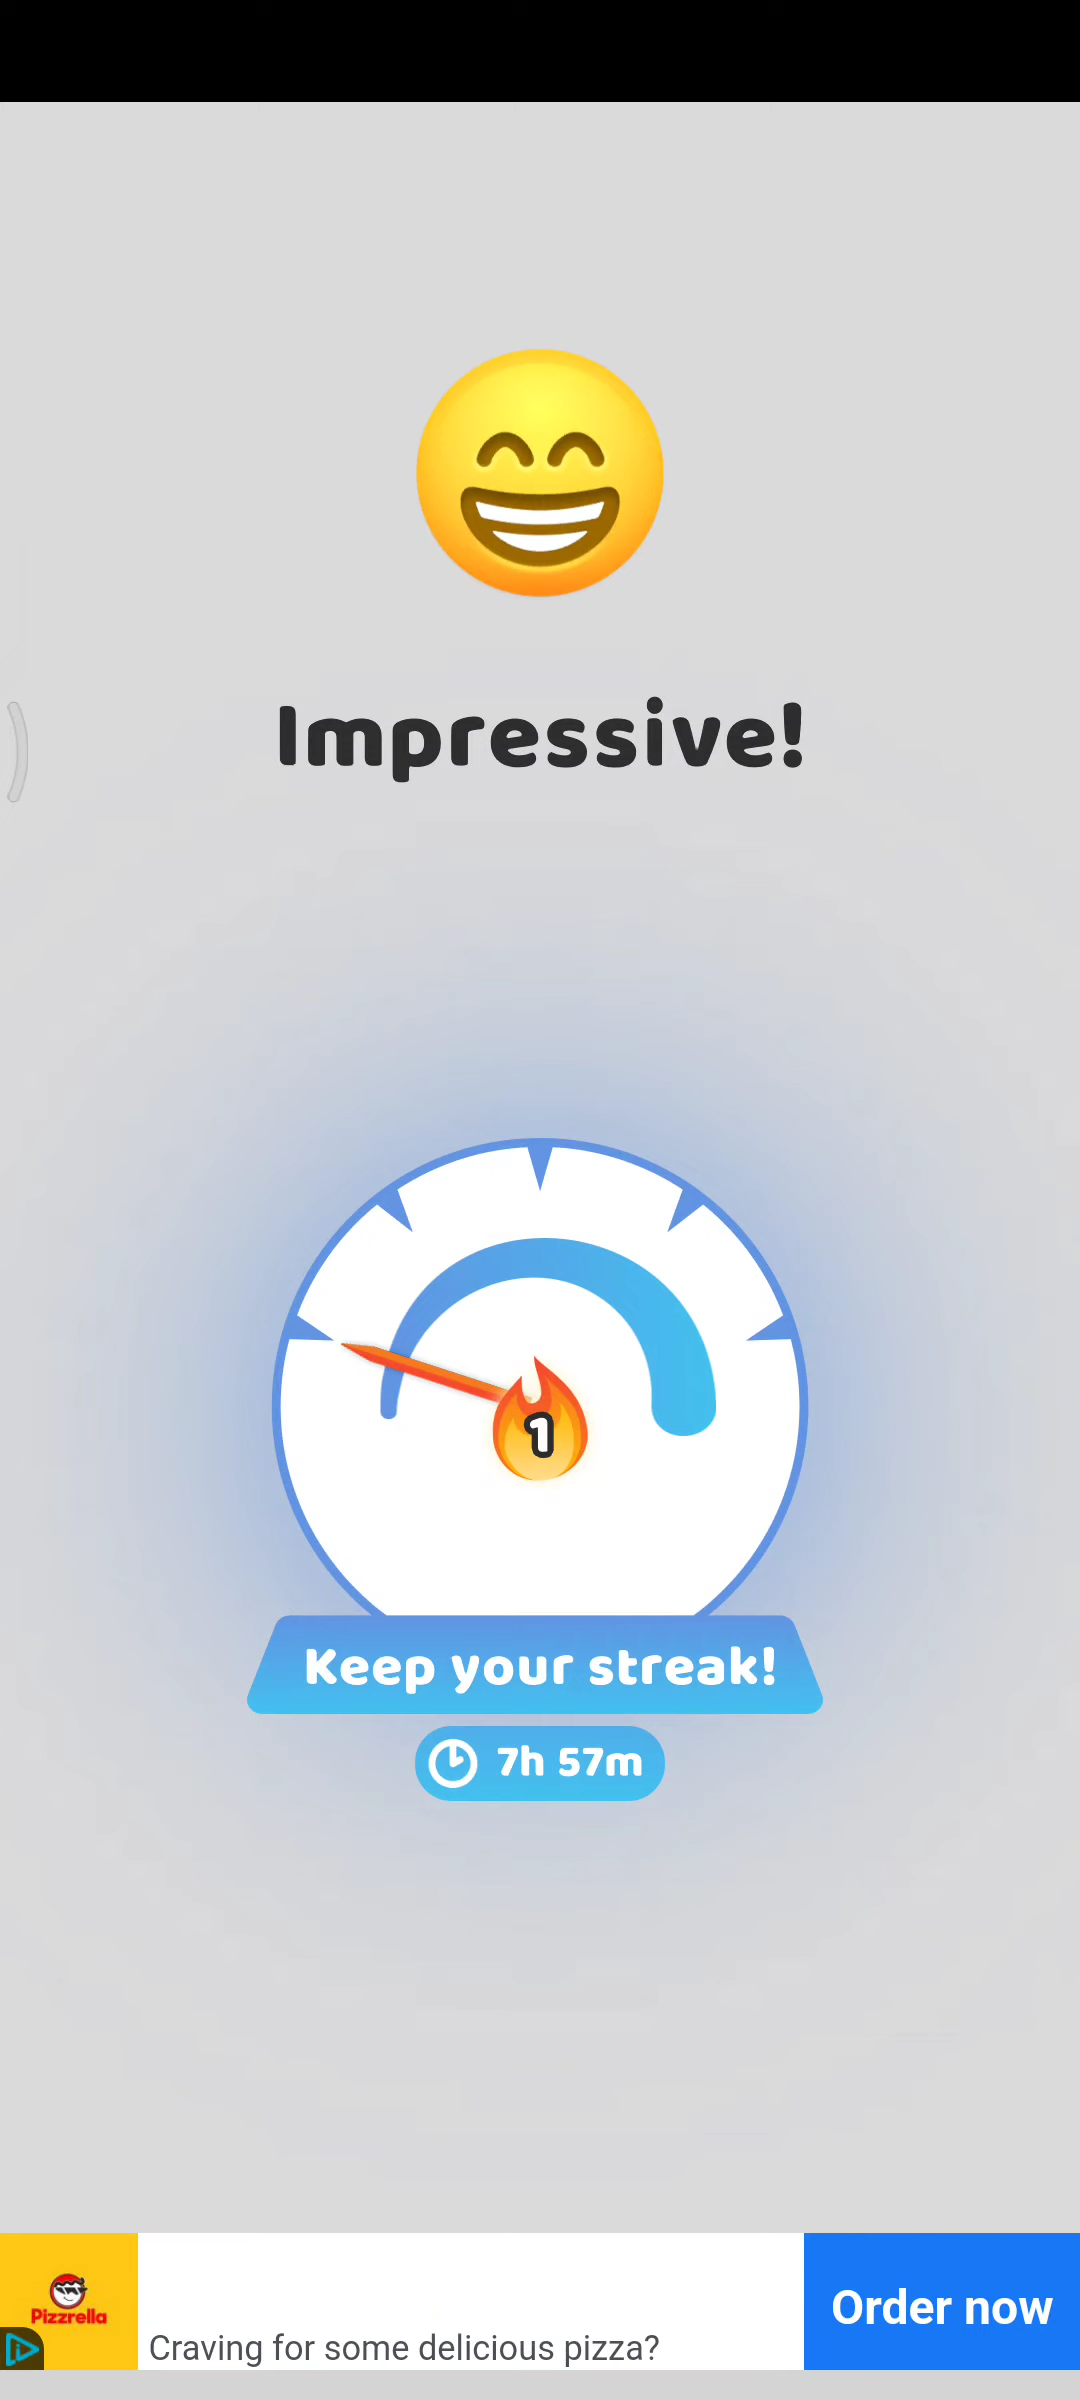 Impressive!
1
Keep your streak!
7h 57m
Pizzrella
Craving for some delicious pizza?
Order now